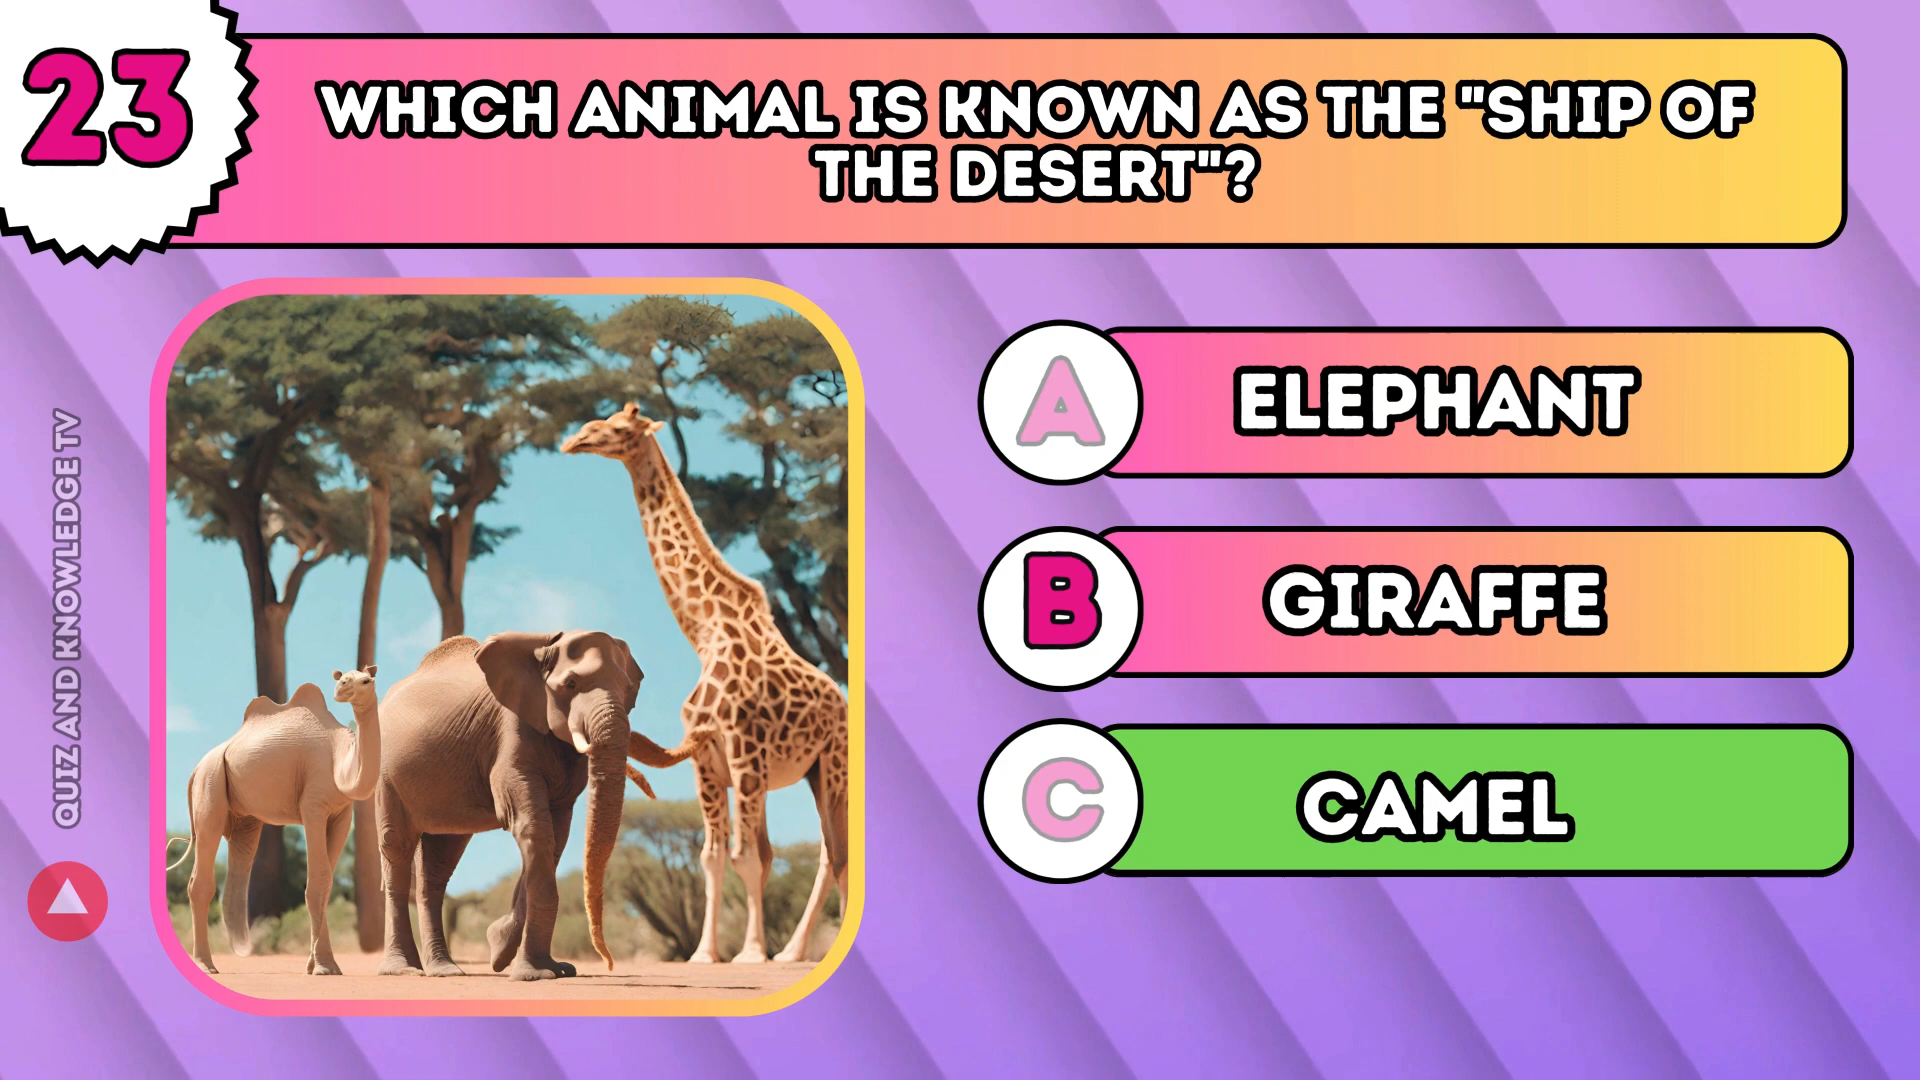 23
WHICH ANIMAL IS KNOWN AS THE "SHIP OF
THE DESERT"?
A
ELEPHANT
B
GIRAFFE
C
CAMEL
QUIZ AND KNOWLEDGE TV